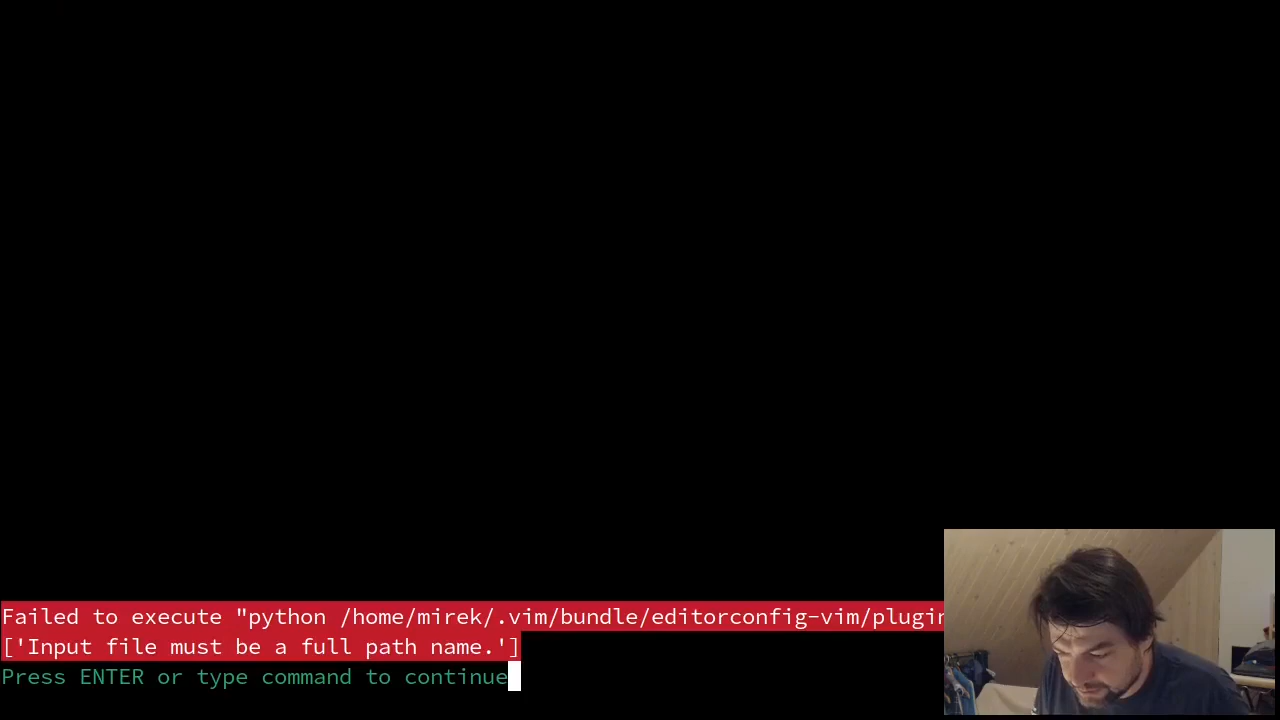 Failed to execute "python /home/mirek/.vim/bundle/editorconfig-vim/plugin
['Input file must be a full path name.']
Press ENTER or type command to continue